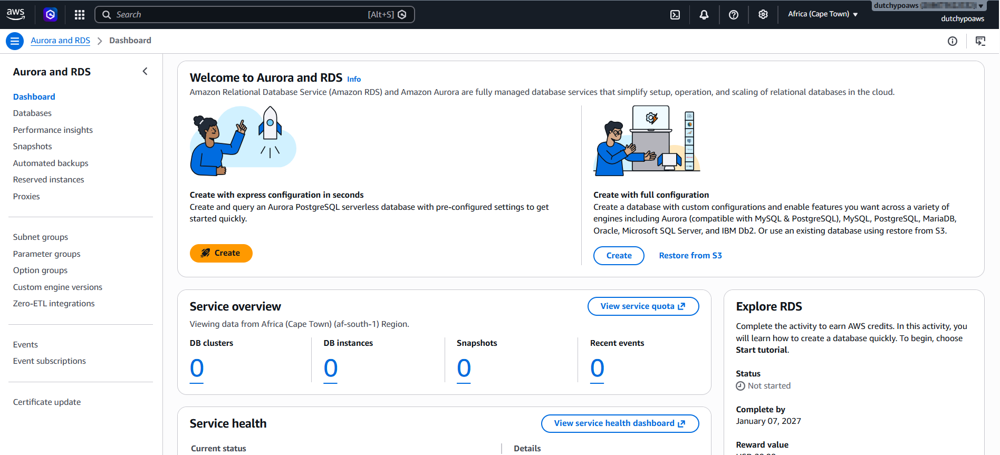 aws
Search
[Alt+S]
Africa (Cape Town)
dutchypoaws
dutchypoaws
Aurora and RDS
Dashboard
Aurora and RDS
Dashboard
Databases
Performance insights
Snapshots
Automated backups
Reserved instances
Proxies
Subnet groups
Parameter groups
Option groups
Custom engine versions
Zero-ETL integrations
Events
Event subscriptions
Certificate update
Welcome to Aurora and RDS Info
Amazon Relational Database Service (Amazon RDS) and Amazon Aurora are fully managed database services that simplify setup, operation, and scaling of relational databases in the cloud.
Create with express configuration in seconds
Create and query an Aurora PostgreSQL serverless database with pre-configured settings to get
started quickly.
Create
Create with full configuration
Create a database with custom configurations and enable features you want across a variety of
engines including Aurora (compatible with MySQL & PostgreSQL), MySQL, PostgreSQL, MariaDB,
Oracle, Microsoft SQL Server, and IBM Db2. Or use an existing database using restore from S3.
Create
Restore from S3
Service overview
View service quota
Viewing data from Africa (Cape Town) (af-south-1) Region.
DB clusters
0
DB instances
0
Snapshots
0
Recent events
0
Service health
View service health dashboard
Current status
Details
Explore RDS
Complete the activity to earn AWS credits. In this activity, you
will learn how to create a database quickly. To begin, choose
Start tutorial.
Status
Not started
Complete by
January 07, 2027
Reward value